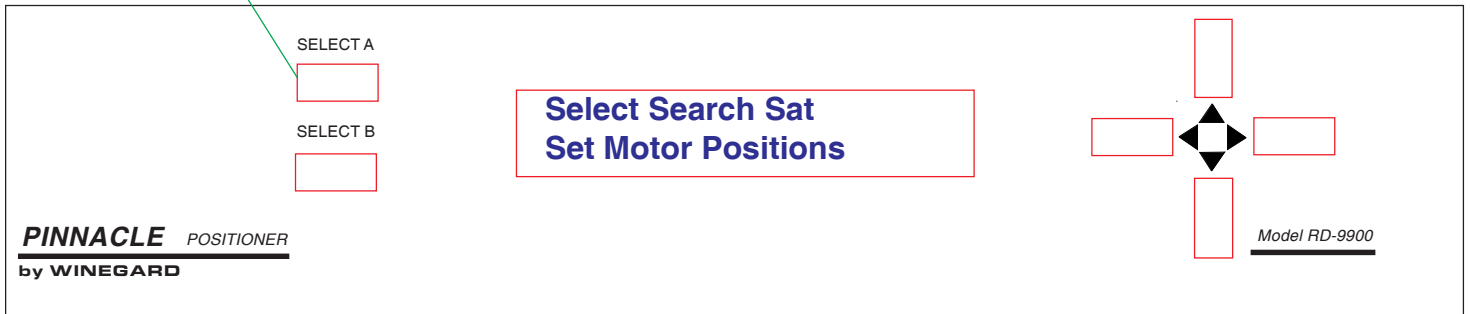 SELECT A
SELECT B
Select Search Sat
Set Motor Positions
PINNACLE POSITIONER
by WINEGARD
Model RD-9900